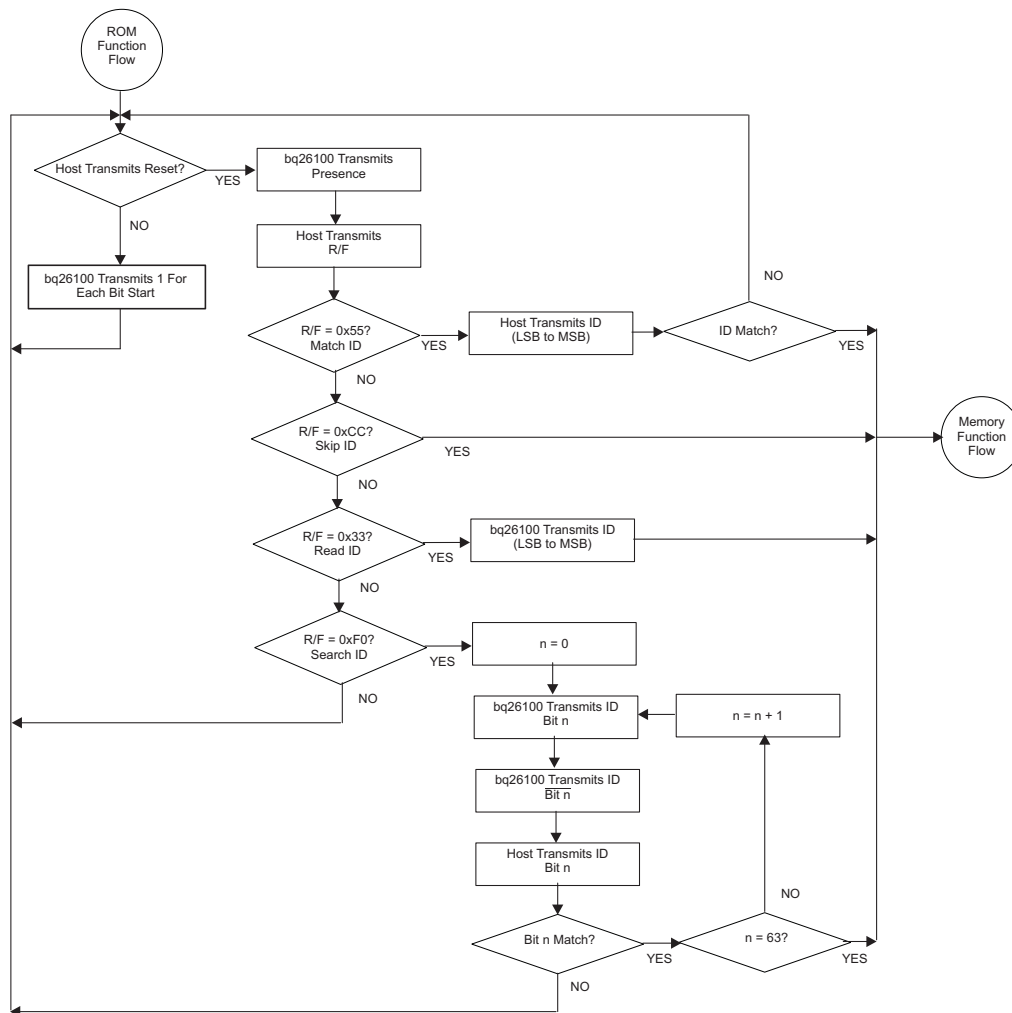 ROM
Function
Flow
Host Transmits Reset?
YES
bq26100 Transmits
Presence
NO
Host Transmits
R/F
bq26100 Transmits 1 For
Each Bit Start
NO
R/F = 0x55?
Match ID
YES
Host Transmits ID
(LSB to MSB)
ID Match?
YES
NO
R/F = 0xCC?
Skip ID
YES
Memory
Function
Flow
NO
R/F = 0x33?
Read ID
YES
bq26100 Transmits ID
(LSB to MSB)
NO
R/F = 0xF0?
Search ID
YES
n = 0
NO
bq26100 Transmits ID
Bit n
n = n + 1
bq26100 Transmits ID
Bit n
Host Transmits ID
Bit n
NO
Bit n Match?
YES
n = 63?
YES
NO